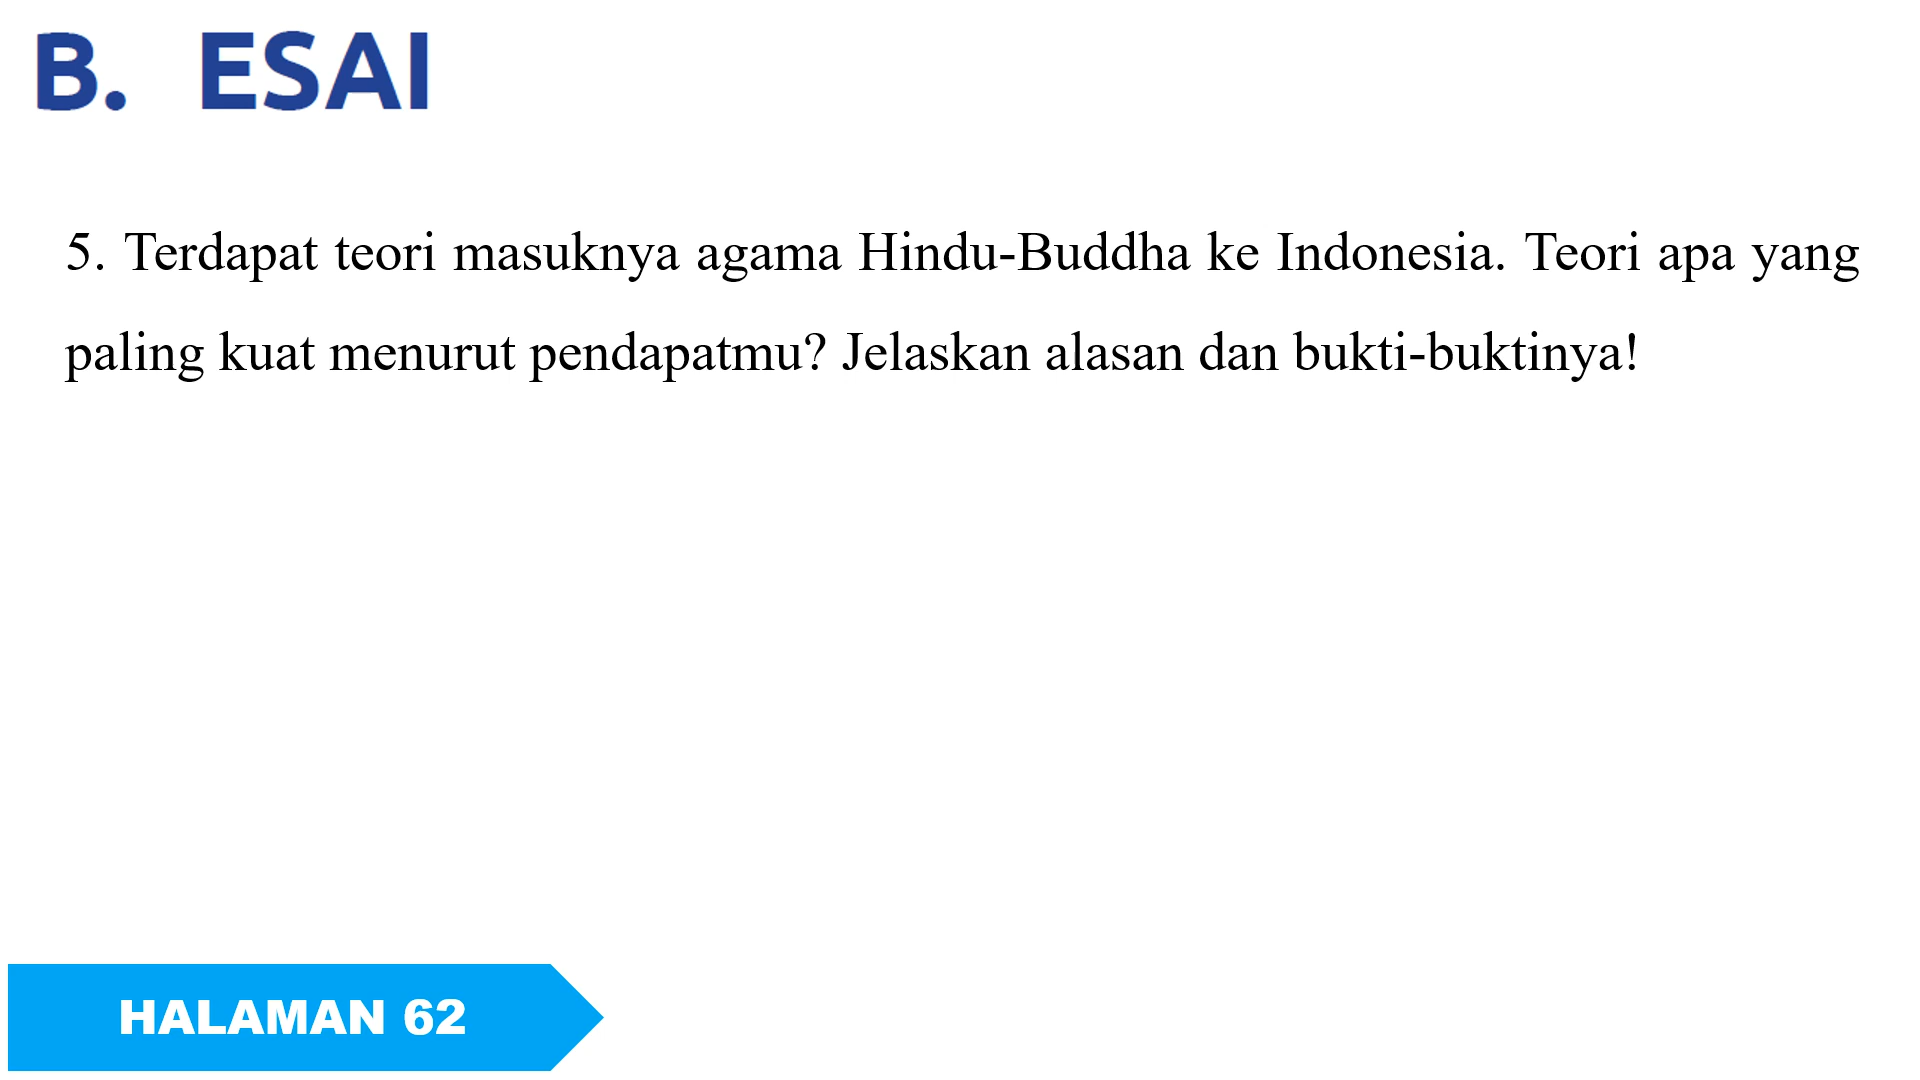 B. ESAI
5. Terdapat teori masuknya agama Hindu-Buddha ke Indonesia. Teori apa yang
paling kuat menurut pendapatmu? Jelaskan alasan dan bukti-buktinya!
HALAMAN 62